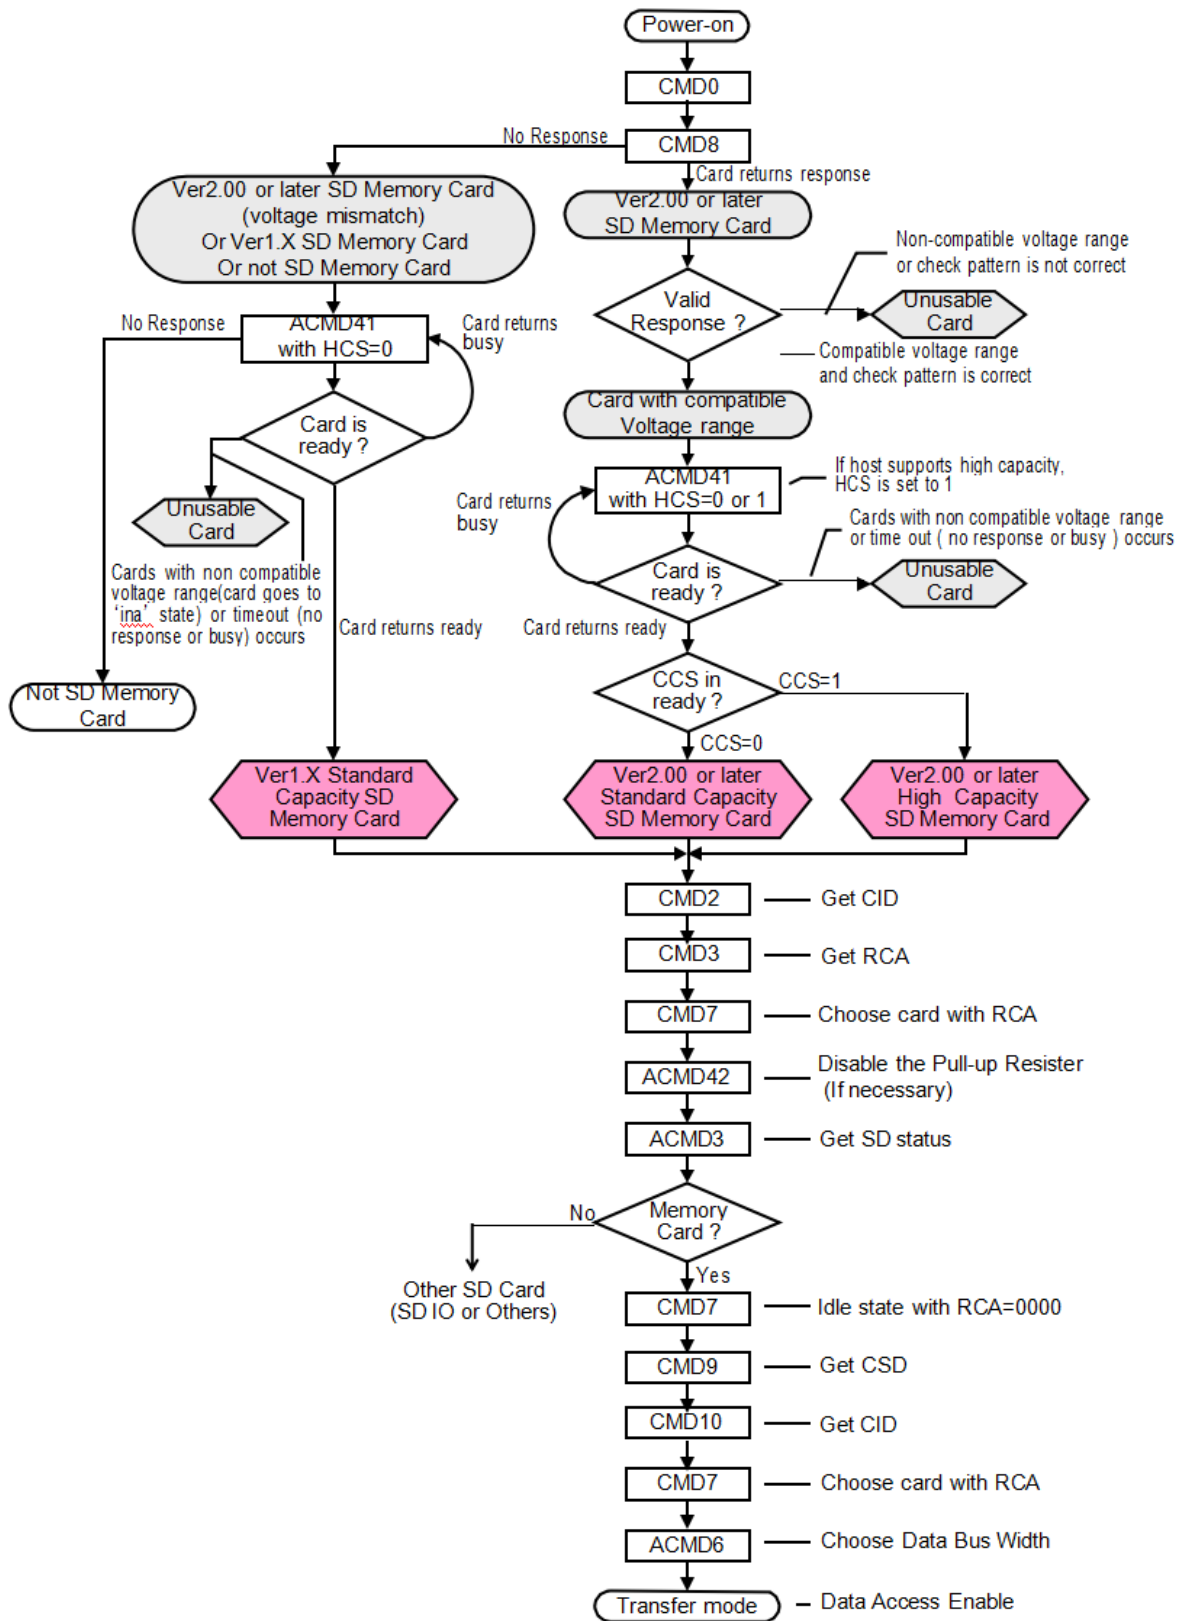 Power-on
CMD0
No Response
CMD8
Card returns response
Ver2.00 or later SD Memory Card
(voltage mismatch)
Or Ver1.X SD Memory Card
Or not SD Memory Card
Ver2.00 or later
SD Memory Card
Non-compatible voltage range
or check pattern is not correct
Valid
Response ?
Unusable
Card
Compatible voltage range
and check pattern is correct
No Response
ACMD41
with HCS=0
Card returns
busy
Card is
ready ?
Unusable
Card
Cards with non compatible
voltage range(card goes to
‘ina’ state) or timeout (no
response or busy) occurs
Card returns ready
Not SD Memory
Card
Card with compatible
Voltage range
ACMD41
with HCS=0 or 1
If host supports high capacity,
HCS is set to 1
Card returns
busy
Cards with non compatible voltage range
or time out ( no response or busy ) occurs
Card is
ready ?
Unusable
Card
Card returns ready
CCS in
ready ?
CCS=1
CCS=0
Ver1.X Standard
Capacity SD
Memory Card
Ver2.00 or later
Standard Capacity
SD Memory Card
Ver2.00 or later
High Capacity
SD Memory Card
CMD2
Get CID
CMD3
Get RCA
CMD7
Choose card with RCA
ACMD42
Disable the Pull-up Resister
(If necessary)
ACMD3
Get SD status
Memory
Card ?
No
Other SD Card
(SD IO or Others)
Yes
CMD7
Idle state with RCA=0000
CMD9
Get CSD
CMD10
Get CID
CMD7
Choose card with RCA
ACMD6
Choose Data Bus Width
Transfer mode
Data Access Enable